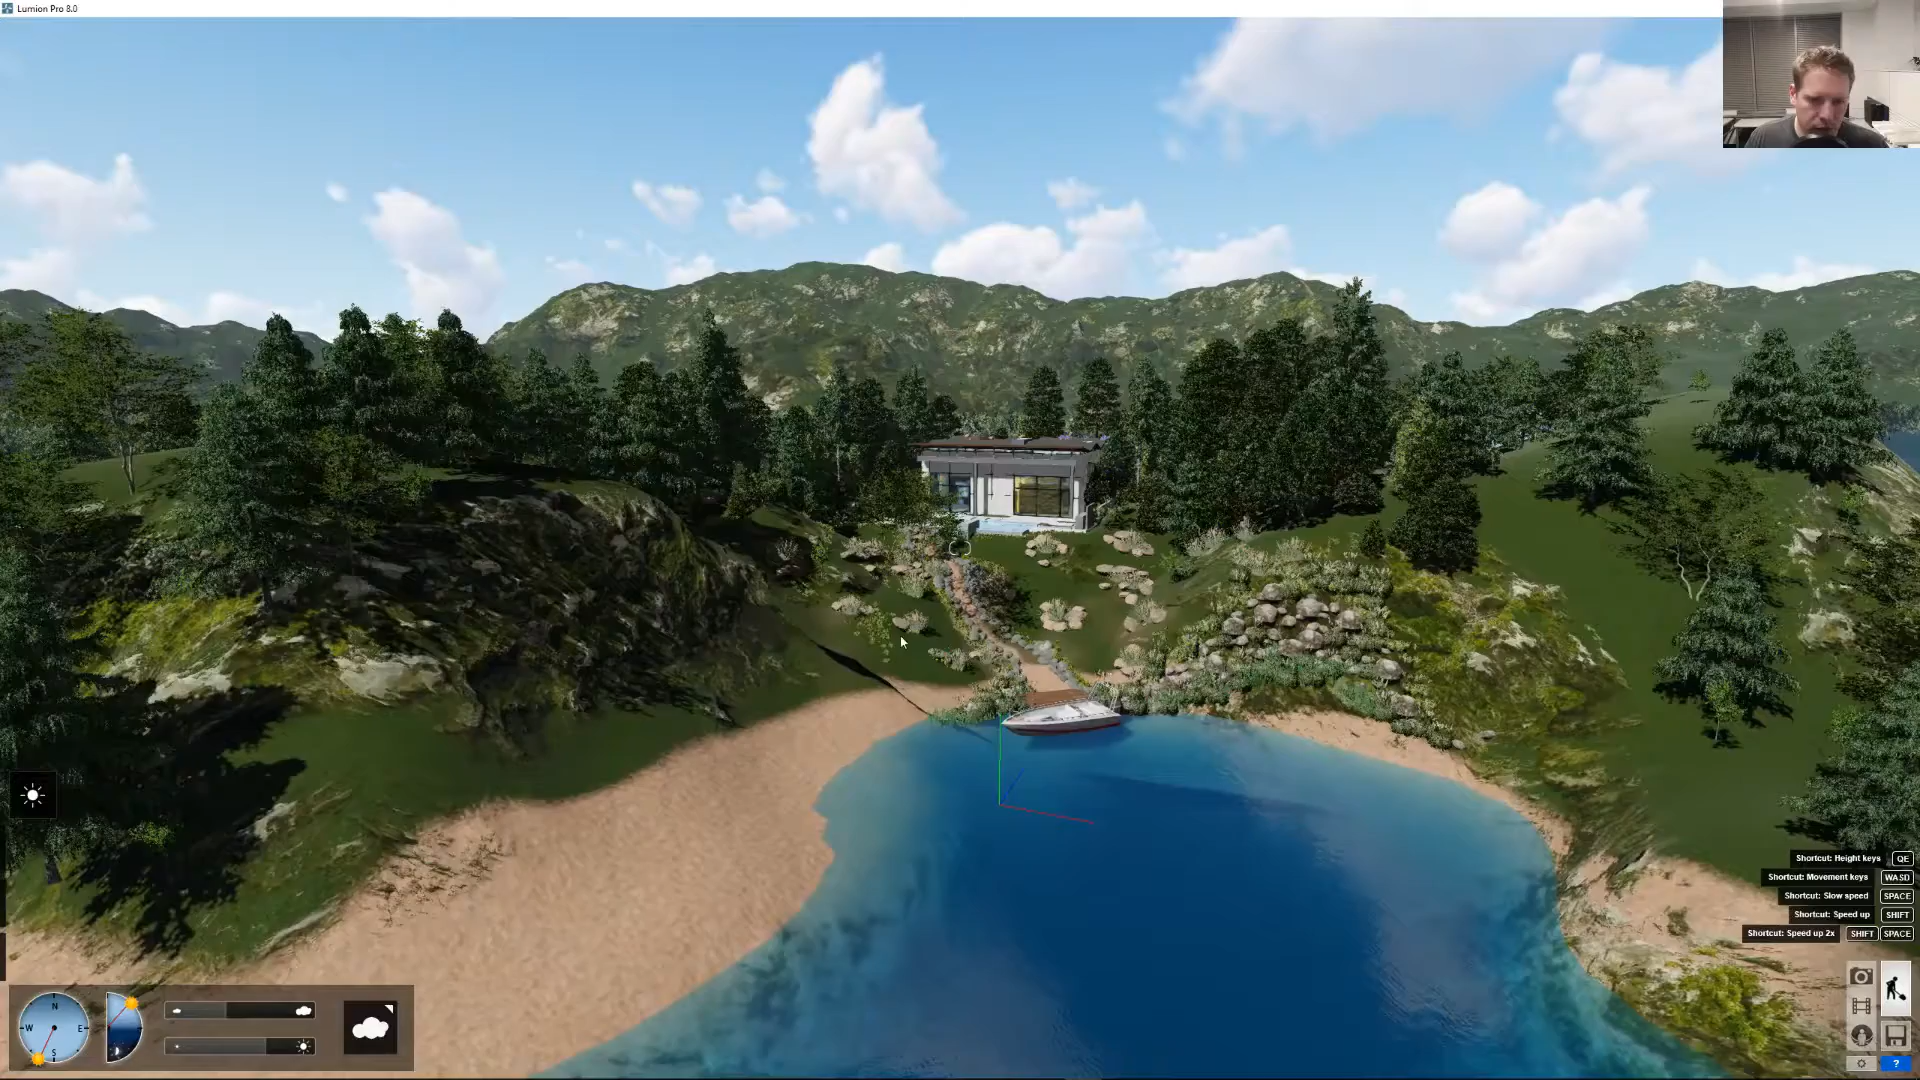 Lumion Pro 8.0
Shortcut: Height keys QE
Shortcut: Movement keys WASD
Shortcut: Slow speed SPACE
Shortcut: Speed up SHIFT
Shortcut: Speed up 2x SHIFT SPACE
N
W E
S
?